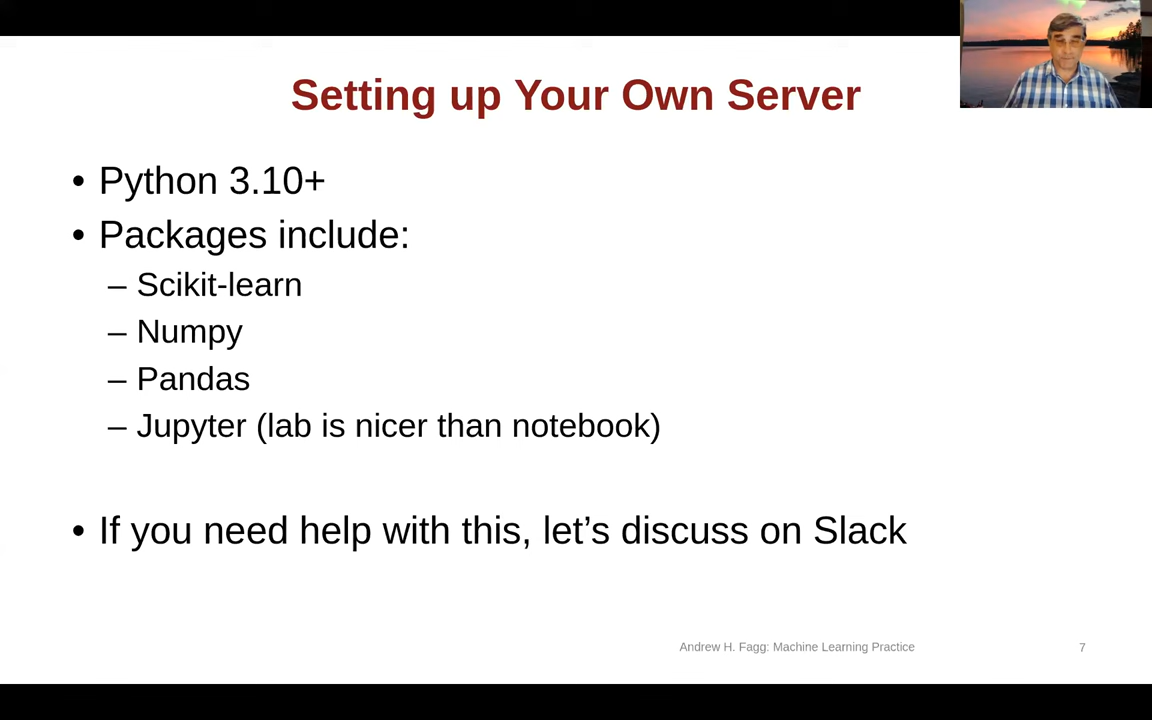 Setting up Your Own Server
• Python 3.10+
• Packages include:
– Scikit-learn
– Numpy
– Pandas
– Jupyter (lab is nicer than notebook)
• If you need help with this, let’s discuss on Slack
Andrew H. Fagg: Machine Learning Practice
7